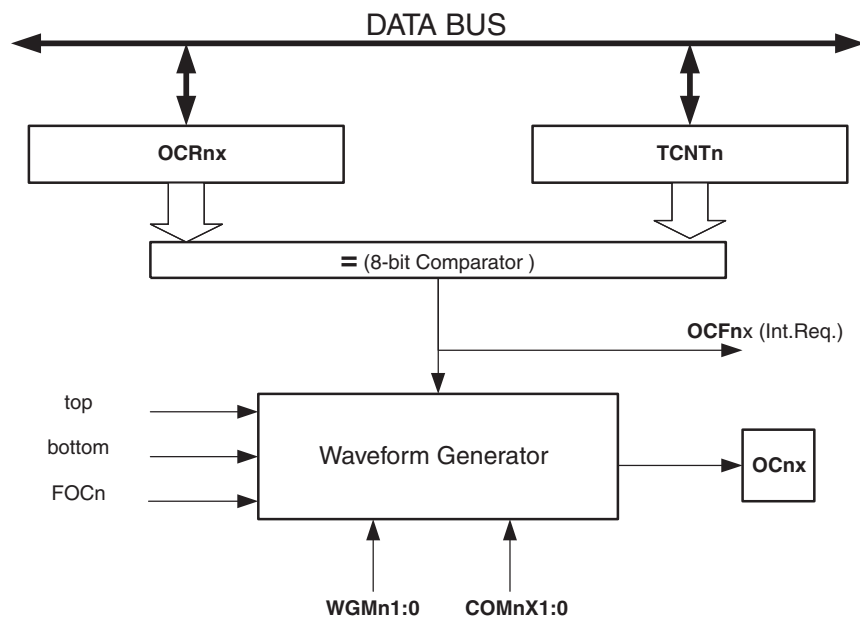 DATA BUS
OCRnx
TCNTn
= (8-bit Comparator )
OCFnx (Int.Req.)
top
bottom
FOCn
Waveform Generator
OCnx
WGMn1:0
COMnX1:0